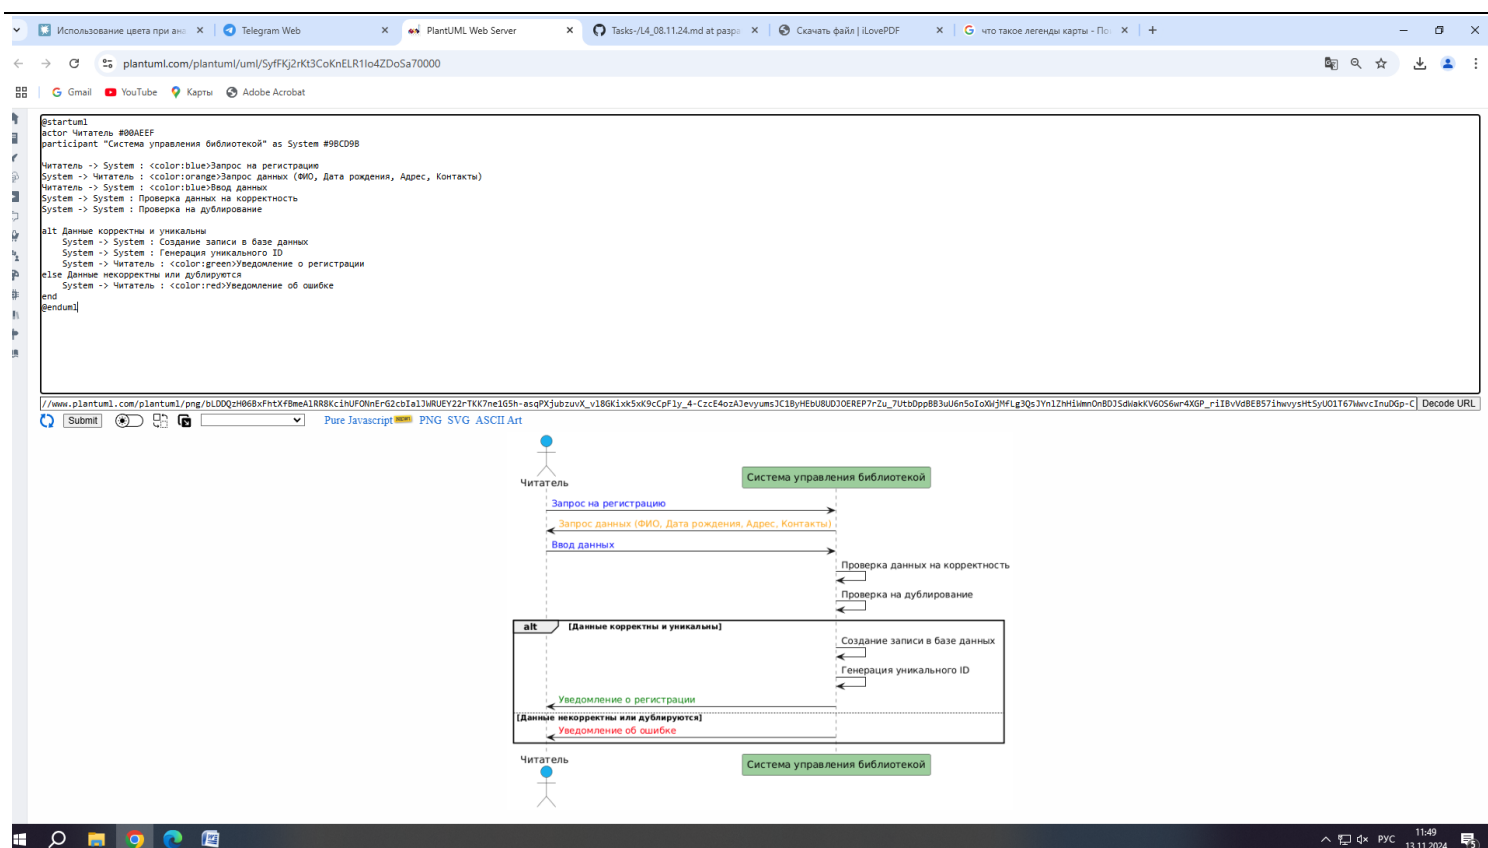 Использование цвета при ана
Telegram Web
PlantUML Web Server
Tasks-/L4_08.11.24.md at разра
Скачать файл | iLovePDF
что такое легенды карты - Пои
plantuml.com/plantuml/uml/SyfFKj2rKt3CoKnELR1Io4ZDoSa70000
Gmail
YouTube
Карты
Adobe Acrobat
@startuml
actor Читатель #00AEEF
participant "Система управления библиотекой" as System #9BCD9B
Читатель -> System : <color:blue>Запрос на регистрацию
System -> Читатель : <color:orange>Запрос данных (ФИО, Дата рождения, Адрес, Контакты)
Читатель -> System : <color:blue>Ввод данных
System -> System : Проверка данных на корректность
System -> System : Проверка на дублирование
alt Данные корректны и уникальны
System -> System : Создание записи в базе данных
System -> System : Генерация уникального ID
System -> Читатель : <color:green>Уведомление о регистрации
else Данные некорректны или дублируются
System -> Читатель : <color:red>Уведомление об ошибке
end
@enduml
Decode URL
Submit
Pure Javascript
PNG SVG ASCII Art
Читатель
Система управления библиотекой
Запрос на регистрацию
Запрос данных (ФИО, Дата рождения, Адрес, Контакты)
Ввод данных
Проверка данных на корректность
Проверка на дублирование
alt
[Данные корректны и уникальны]
Создание записи в базе данных
Генерация уникального ID
Уведомление о регистрации
[Данные некорректны или дублируются]
Уведомление об ошибке
Читатель
Система управления библиотекой
РУС
11:49
13.11.2024